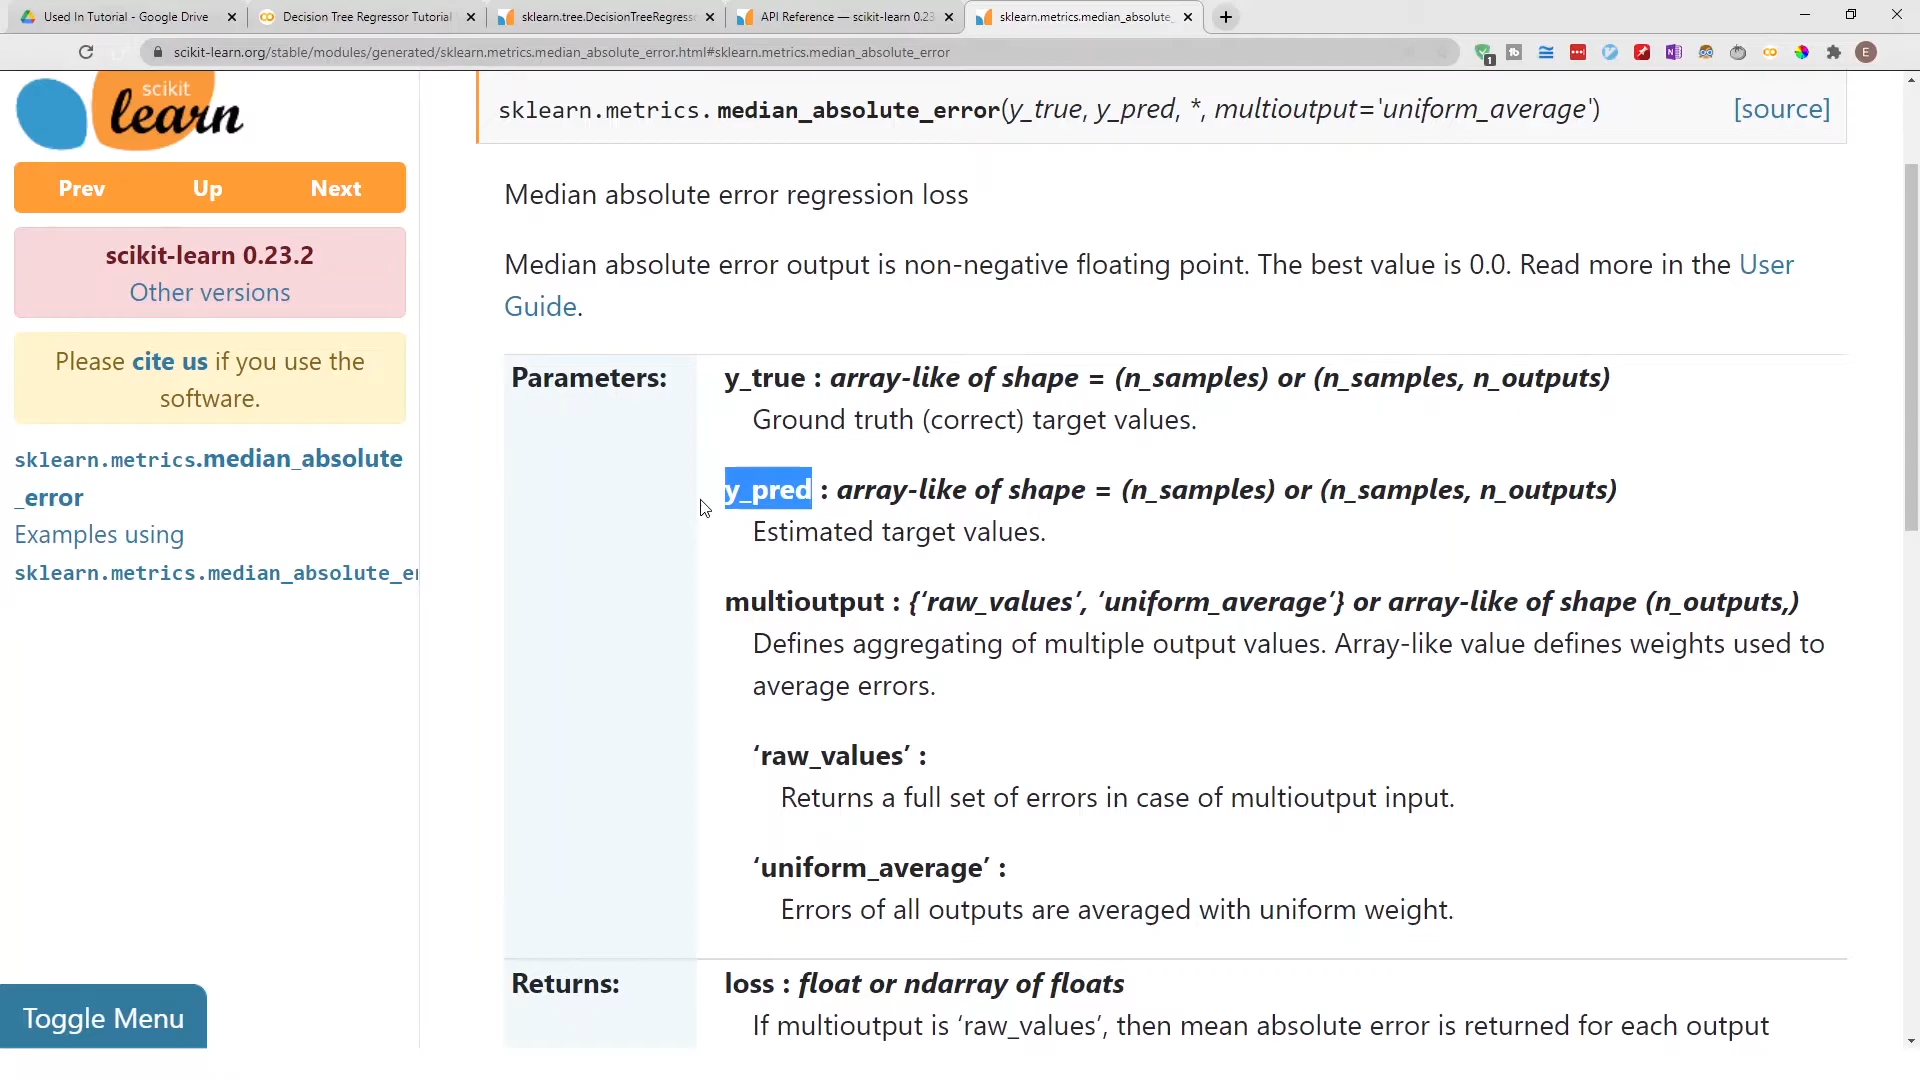 Used In Tutorial - Google Drive
Decision Tree Regressor Tutorial
sklearn.tree.DecisionTreeRegress
API Reference — scikit-learn 0.23
sklearn.metrics.median_absolute_
scikit-learn.org/stable/modules/generated/sklearn.metrics.median_absolute_error.html#sklearn.metrics.median_absolute_error
1
E
scikit
learn
Prev Up Next
scikit-learn 0.23.2
Other versions
Please cite us if you use the
software.
sklearn.metrics.median_absolute
_error
Examples using
sklearn.metrics.median_absolute_e
Toggle Menu
sklearn.metrics.median_absolute_error(y_true, y_pred, *, multioutput='uniform_average') [source]
Median absolute error regression loss
Median absolute error output is non-negative floating point. The best value is 0.0. Read more in the User
Guide.
Parameters:
y_true : array-like of shape = (n_samples) or (n_samples, n_outputs)
Ground truth (correct) target values.
y_pred : array-like of shape = (n_samples) or (n_samples, n_outputs)
Estimated target values.
multioutput : {‘raw_values’, ‘uniform_average’} or array-like of shape (n_outputs,)
Defines aggregating of multiple output values. Array-like value defines weights used to
average errors.
‘raw_values’ :
Returns a full set of errors in case of multioutput input.
‘uniform_average’ :
Errors of all outputs are averaged with uniform weight.
Returns:
loss : float or ndarray of floats
If multioutput is ‘raw_values’, then mean absolute error is returned for each output